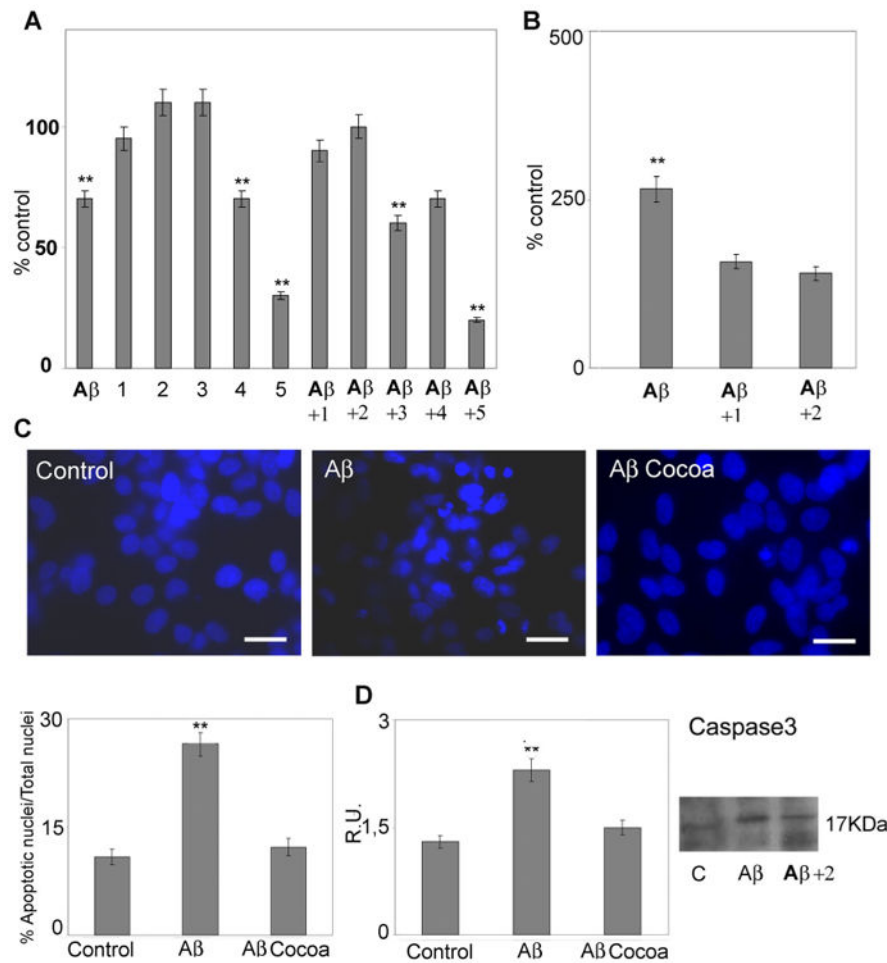 A
% control
100
50
0
**
**
**
**
**
Aβ 1 2 3 4 5 Aβ Aβ Aβ Aβ Aβ
+1 +2 +3 +4 +5
B
% control
500
250
0
**
Aβ Aβ Aβ
+1 +2
C
Control
Aβ
Aβ Cocoa
% Apoptotic nuclei/Total nuclei
30
15
0
**
Control Aβ Aβ Cocoa
D
R.U.
3
1.5
0
**
Control Aβ Aβ Cocoa
Caspase3
17KDa
C Aβ Aβ +2